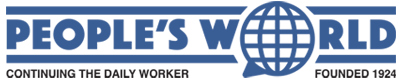 PEOPLE'S WORLD
CONTINUING THE DAILY WORKER FOUNDED 1924